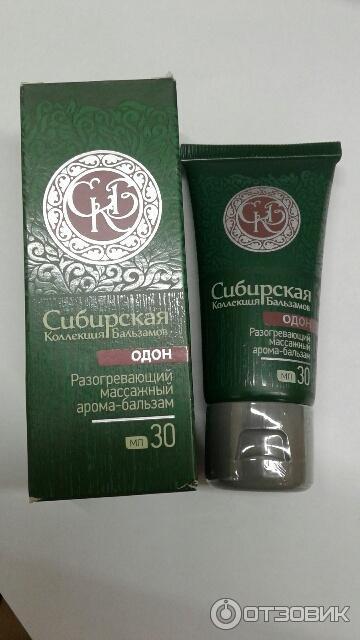 СКБ
Сибирская
Коллекция Бальзамов
ОДОН
Разогревающий
массажный
арома-бальзам
мл 30
СКБ
Сибирская
Коллекция Бальзамов
ОДОН
Разогревающий
массажный
арома-бальзам
мл 30
ОТЗОВИК